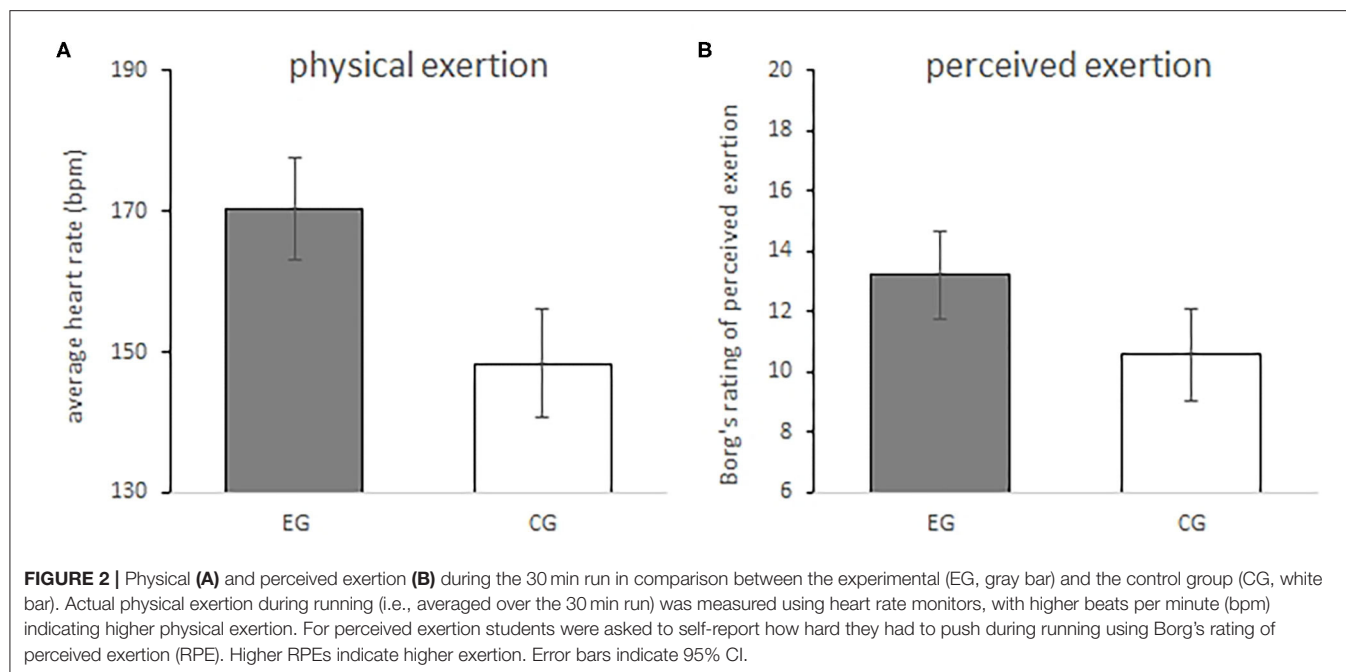 A
physical exertion
190
170
150
130
average heart rate (bpm)
EG
CG
B
perceived exertion
20
18
16
14
12
10
8
6
Borg's rating of perceived exertion
EG
CG
FIGURE 2 | Physical (A) and perceived exertion (B) during the 30 min run in comparison between the experimental (EG, gray bar) and the control group (CG, white
bar). Actual physical exertion during running (i.e., averaged over the 30 min run) was measured using heart rate monitors, with higher beats per minute (bpm)
indicating higher physical exertion. For perceived exertion students were asked to self-report how hard they had to push during running using Borg’s rating of
perceived exertion (RPE). Higher RPEs indicate higher exertion. Error bars indicate 95% CI.